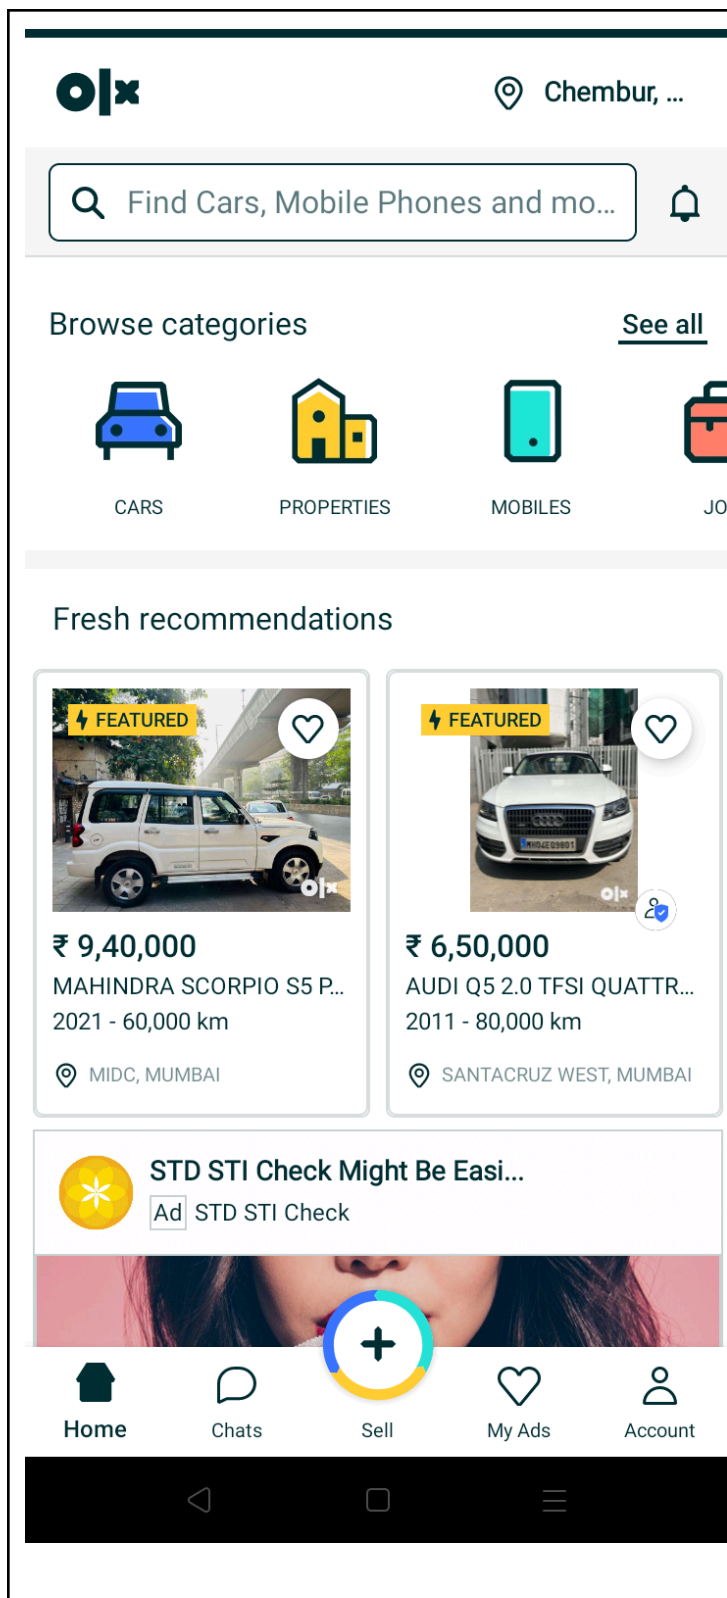 olx
Chembur, ...
Find Cars, Mobile Phones and mo...
Browse categories
See all
CARS
PROPERTIES
MOBILES
JO
Fresh recommendations
FEATURED
olx
₹ 9,40,000
MAHINDRA SCORPIO S5 P...
2021 - 60,000 km
MIDC, MUMBAI
FEATURED
MH04EQ9801
olx
₹ 6,50,000
AUDI Q5 2.0 TFSI QUATTR...
2011 - 80,000 km
SANTACRUZ WEST, MUMBAI
STD STI Check Might Be Easi...
Ad STD STI Check
Home
Chats
Sell
My Ads
Account